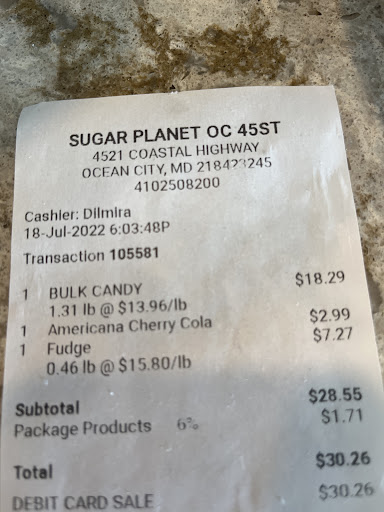 SUGAR PLANET OC 45ST
4521 COASTAL HIGHWAY
OCEAN CITY, MD 218423245
4102508200
Cashier: Dilmira
18-Jul-2022 6:03:48P
Transaction 105581
1 BULK CANDY $18.29
1.31 lb @ $13.96/lb
1 Americana Cherry Cola $2.99
1 Fudge $7.27
0.46 lb @ $15.80/lb
Subtotal $28.55
Package Products 6% $1.71
Total $30.26
DEBIT CARD SALE $30.26